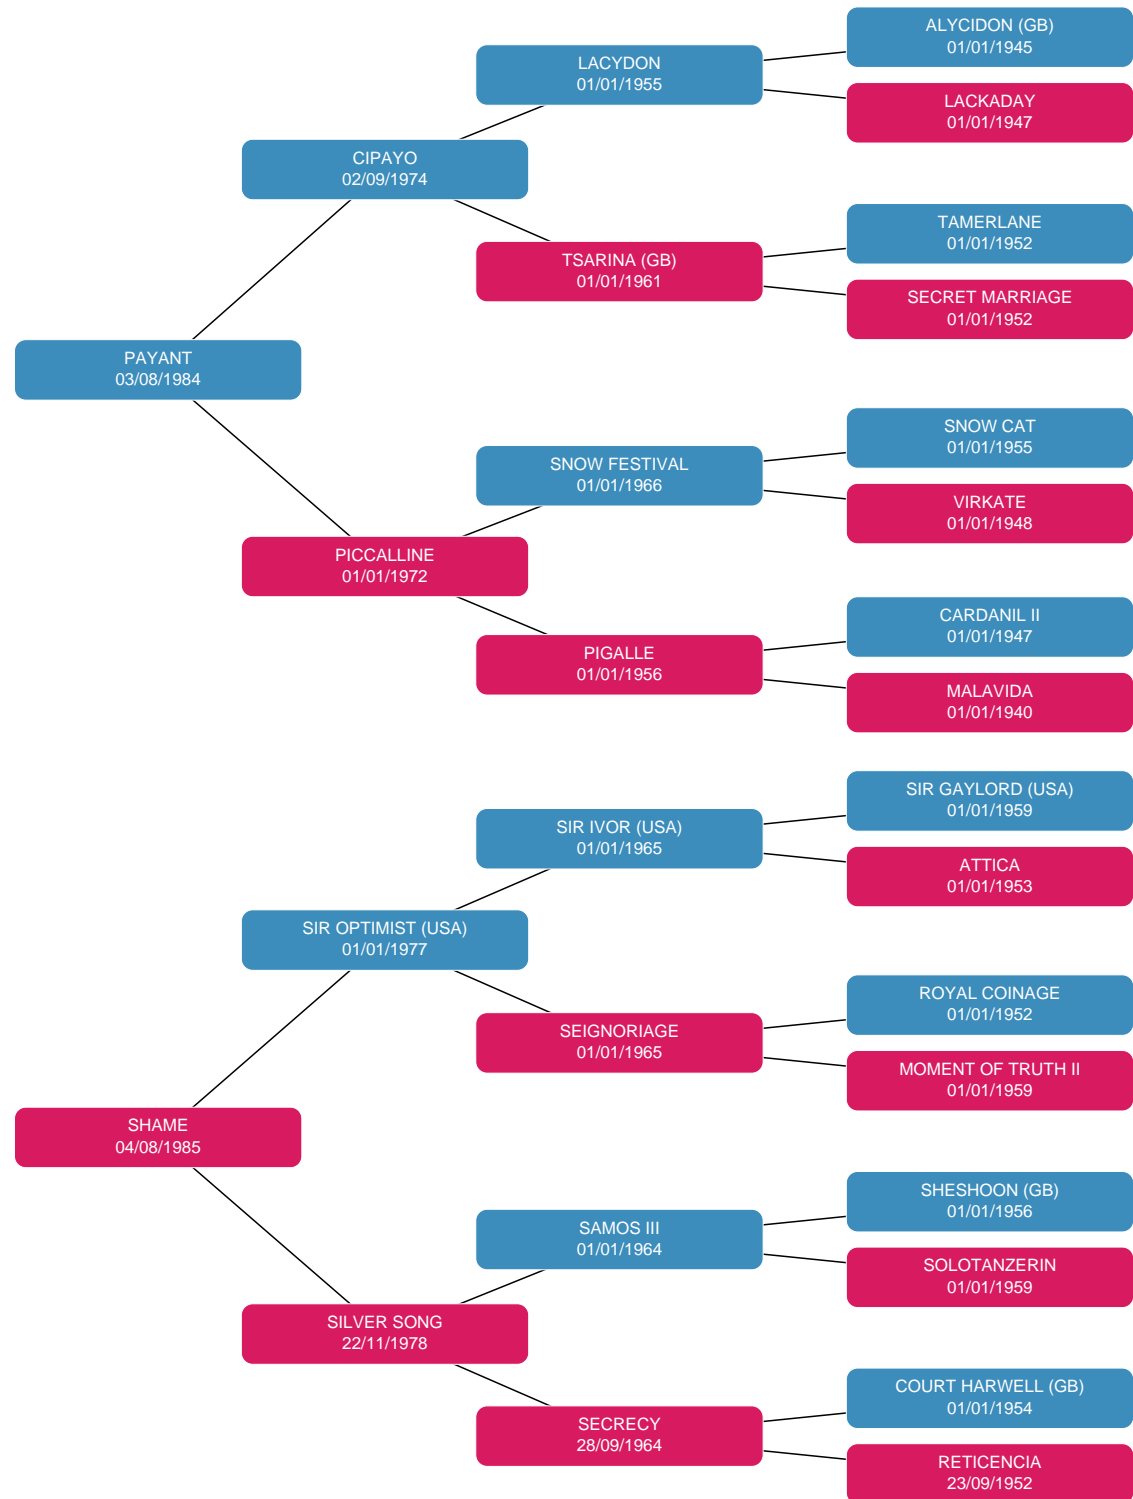 ALYCIDON (GB)
01/01/1945
LACYDON
01/01/1955
LACKADAY
01/01/1947
CIPAYO
02/09/1974
TAMERLANE
01/01/1952
TSARINA (GB)
01/01/1961
SECRET MARRIAGE
01/01/1952
PAYANT
03/08/1984
SNOW CAT
01/01/1955
SNOW FESTIVAL
01/01/1966
VIRKATE
01/01/1948
PICCALLINE
01/01/1972
CARDANIL II
01/01/1947
PIGALLE
01/01/1956
MALAVIDA
01/01/1940
SIR GAYLORD (USA)
01/01/1959
SIR IVOR (USA)
01/01/1965
ATTICA
01/01/1953
SIR OPTIMIST (USA)
01/01/1977
ROYAL COINAGE
01/01/1952
SEIGNORIAGE
01/01/1965
MOMENT OF TRUTH II
01/01/1959
SHAME
04/08/1985
SHESHOON (GB)
01/01/1956
SAMOS III
01/01/1964
SOLOTANZERIN
01/01/1959
SILVER SONG
22/11/1978
COURT HARWELL (GB)
01/01/1954
SECRECY
28/09/1964
RETICENCIA
23/09/1952